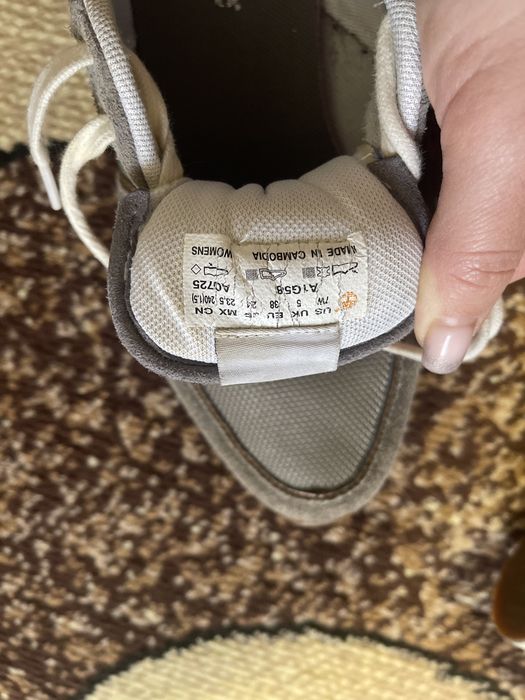 US UK EU JP MX CN
7W 5 38 24 23.5 240(1.5)
A1G58 AC725
MADE IN CAMBODIA WOMENS